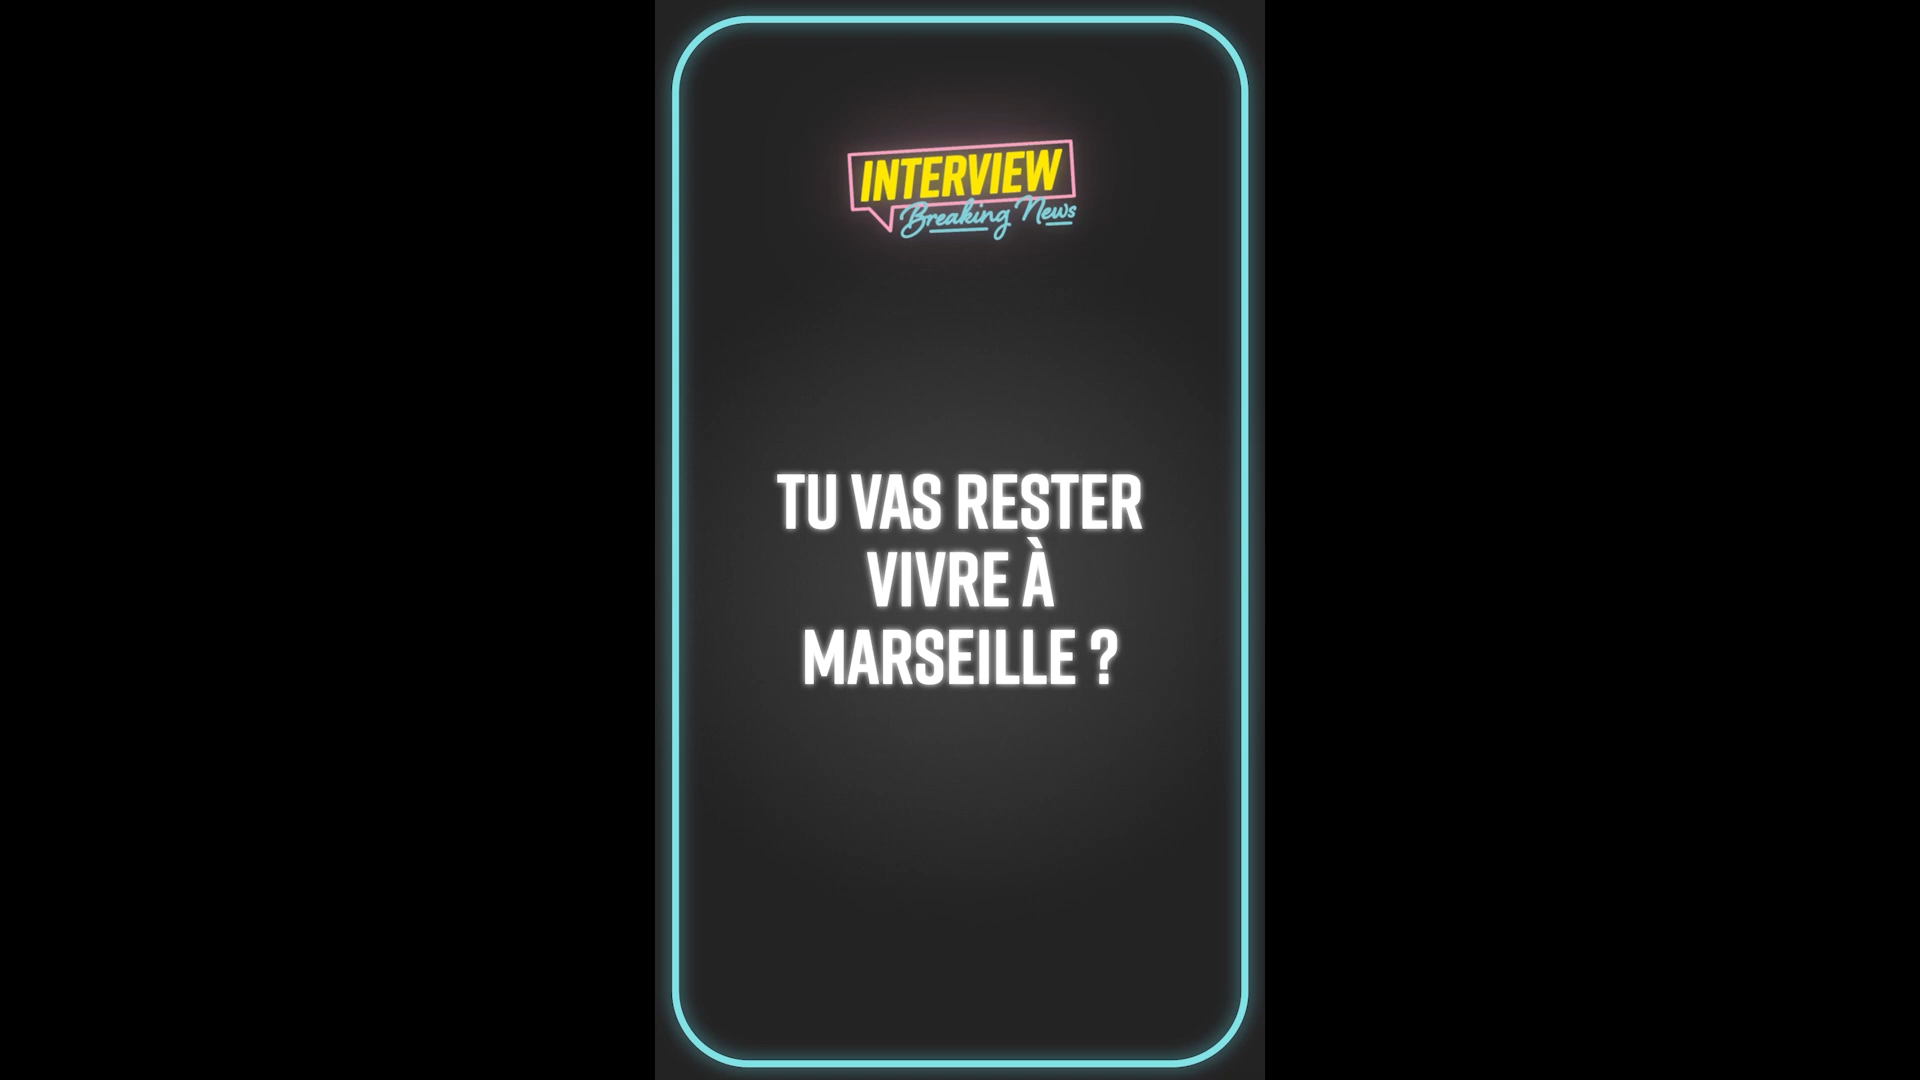 INTERVIEW
Breaking News
TU VAS RESTER
VIVRE À
MARSEILLE ?